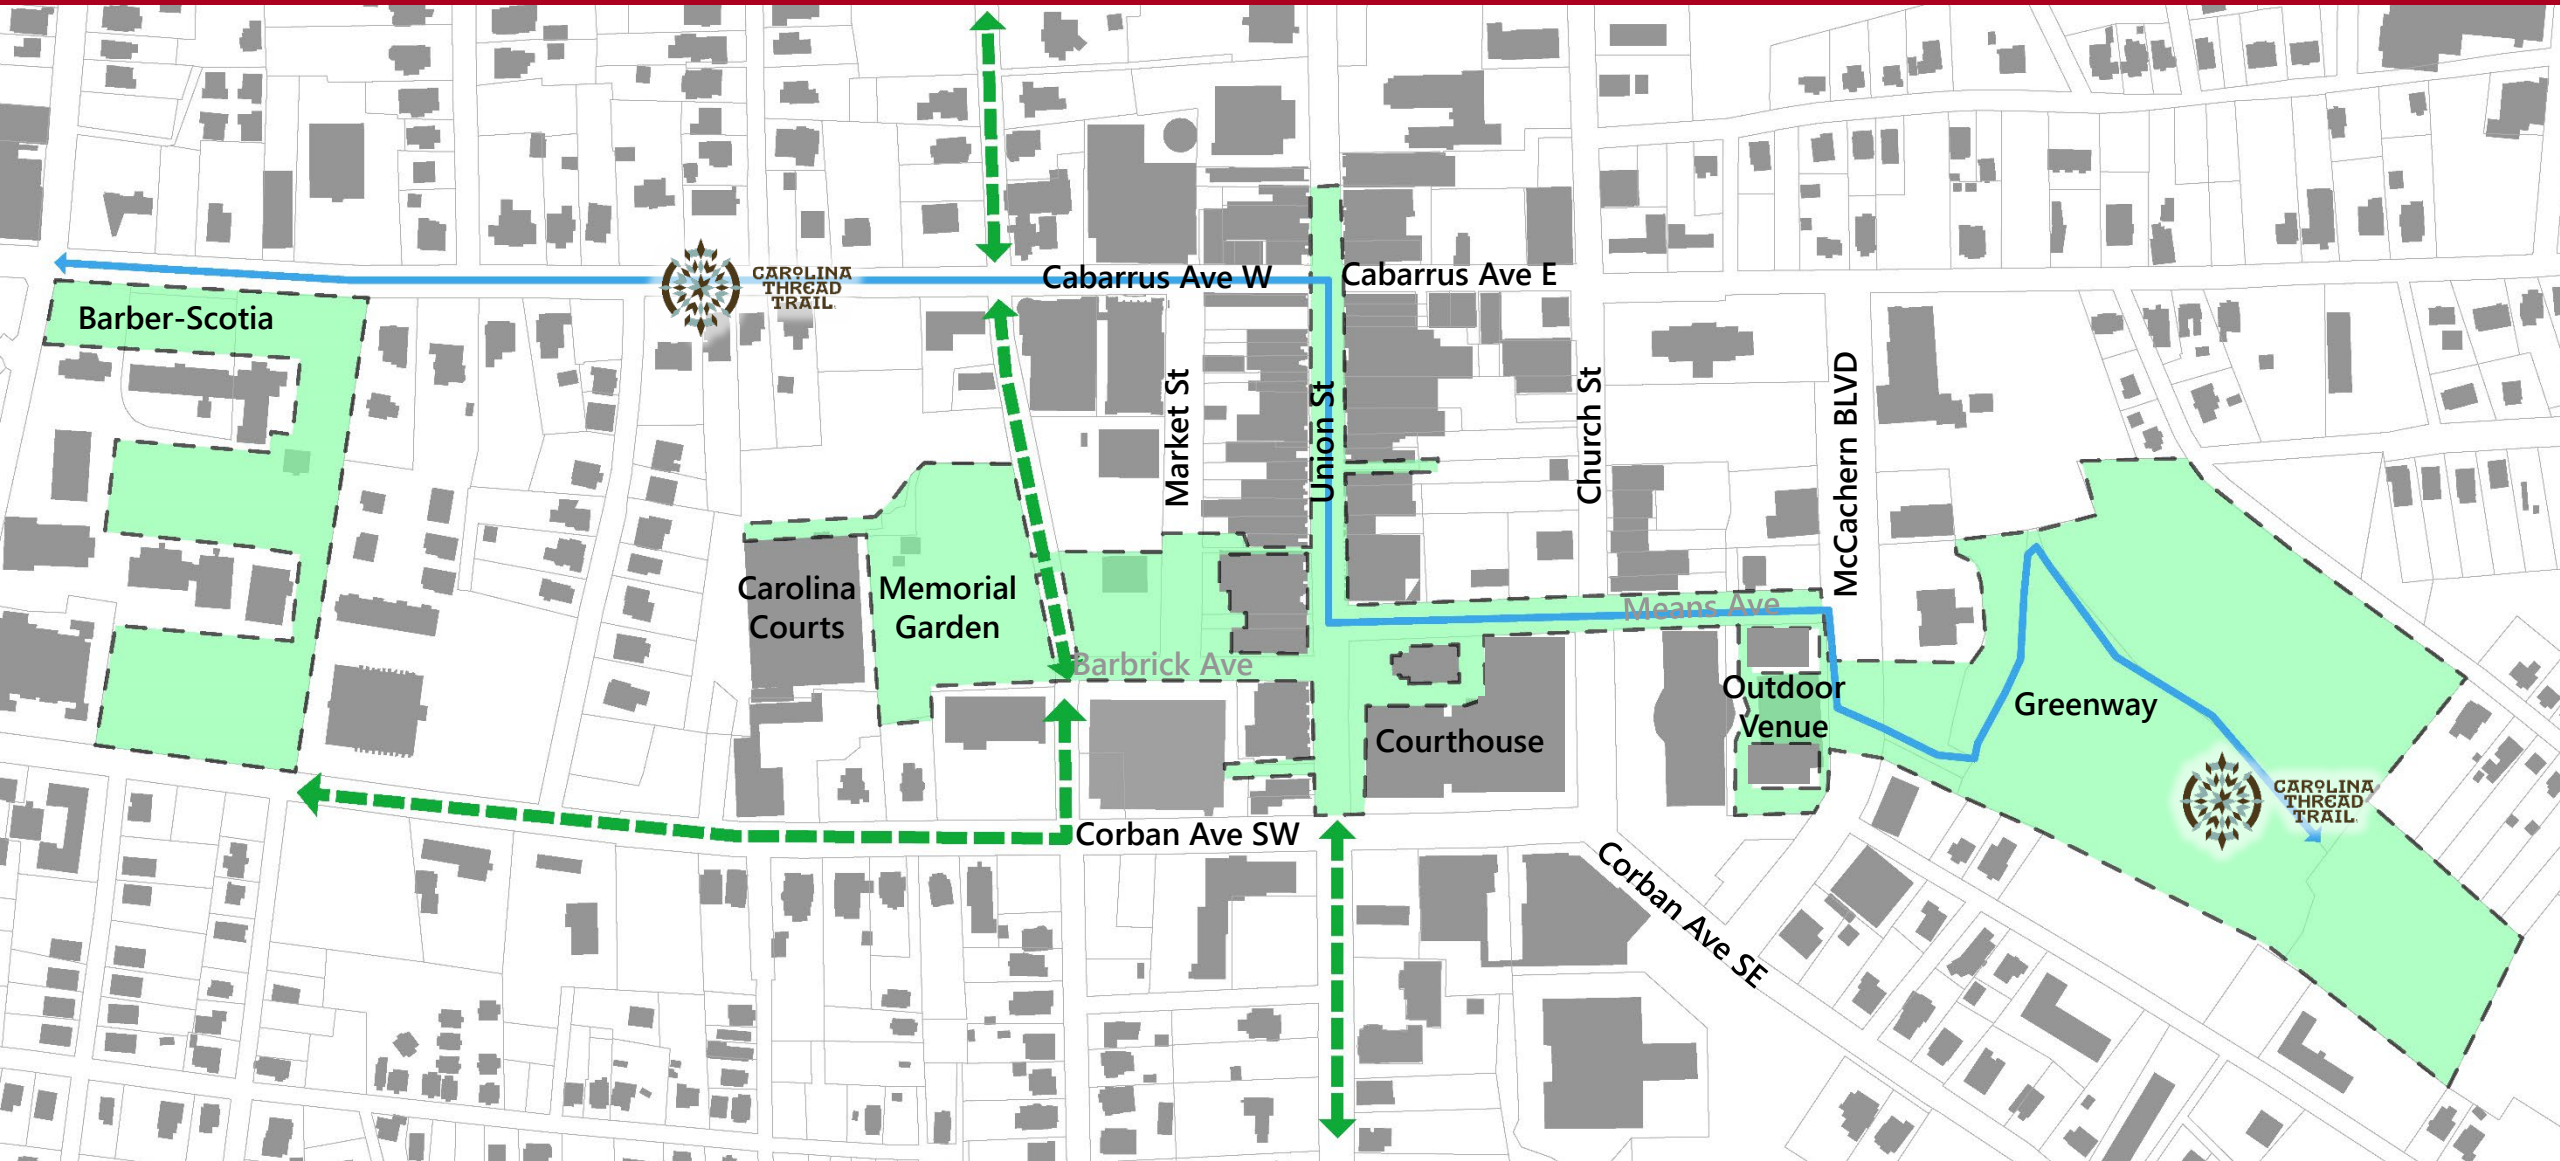 CAROLINA
THREAD
TRAIL
Cabarrus Ave W
Cabarrus Ave E
Barber-Scotia
Market St
Union St
Church St
McCachern BLVD
Carolina
Courts
Memorial
Garden
Means Ave
Barbrick Ave
Outdoor
Venue
Greenway
Courthouse
CAROLINA
THREAD
TRAIL
Corban Ave SW
Corban Ave SE